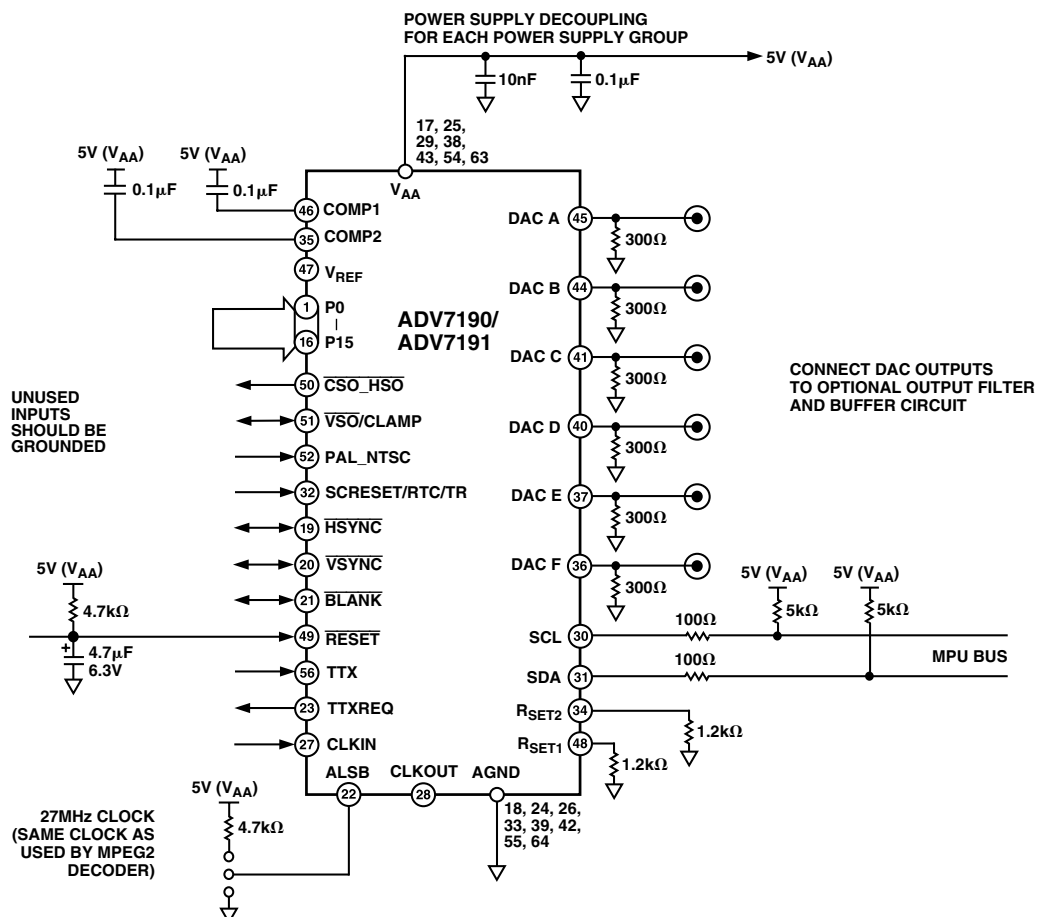 POWER SUPPLY DECOUPLING
FOR EACH POWER SUPPLY GROUP
5V (VAA)
10nF
0.1μF
17, 25,
29, 38,
43, 54, 63
VAA
5V (VAA)
5V (VAA)
0.1μF
0.1μF
46 COMP1
35 COMP2
47 VREF
1 P0
16 P15
50 CSO_HSO
51 VSO/CLAMP
52 PAL_NTSC
32 SCRESET/RTC/TR
19 HSYNC
20 VSYNC
21 BLANK
49 RESET
56 TTX
23 TTXREQ
27 CLKIN
ADV7190/
ADV7191
UNUSED
INPUTS
SHOULD BE
GROUNDED
5V (VAA)
4.7kΩ
+
4.7μF
6.3V
DAC A 45
300Ω
DAC B 44
300Ω
DAC C 41
300Ω
DAC D 40
300Ω
DAC E 37
300Ω
DAC F 36
300Ω
CONNECT DAC OUTPUTS
TO OPTIONAL OUTPUT FILTER
AND BUFFER CIRCUIT
5V (VAA)
5V (VAA)
5kΩ
5kΩ
SCL 30
100Ω
SDA 31
100Ω
MPU BUS
RSET2 34
1.2kΩ
RSET1 48
1.2kΩ
ALSB
22
CLKOUT
28
AGND
18, 24, 26,
33, 39, 42,
55, 64
5V (VAA)
4.7kΩ
27MHz CLOCK
(SAME CLOCK AS
USED BY MPEG2
DECODER)